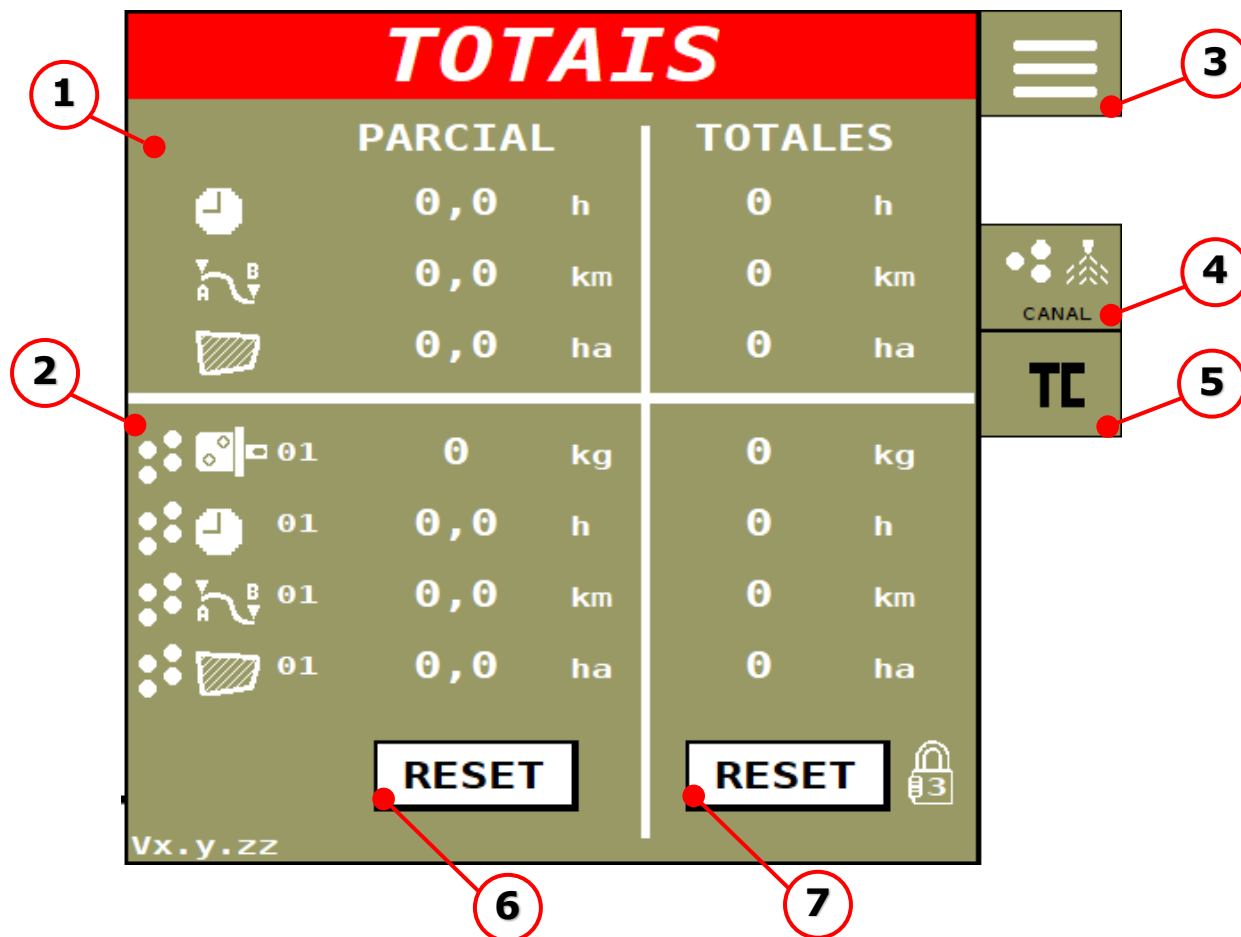 TOTAIS
3
1
PARCIAL TOTALES
0,0 h 0 h
B
A 0,0 km 0 km
4
CANAL
0,0 ha 0 ha
2
TC
5
01 0 kg 0 kg
01 0,0 h 0 h
B
A 01 0,0 km 0 km
01 0,0 ha 0 ha
RESET RESET 3
Vx.y.zz
6 7